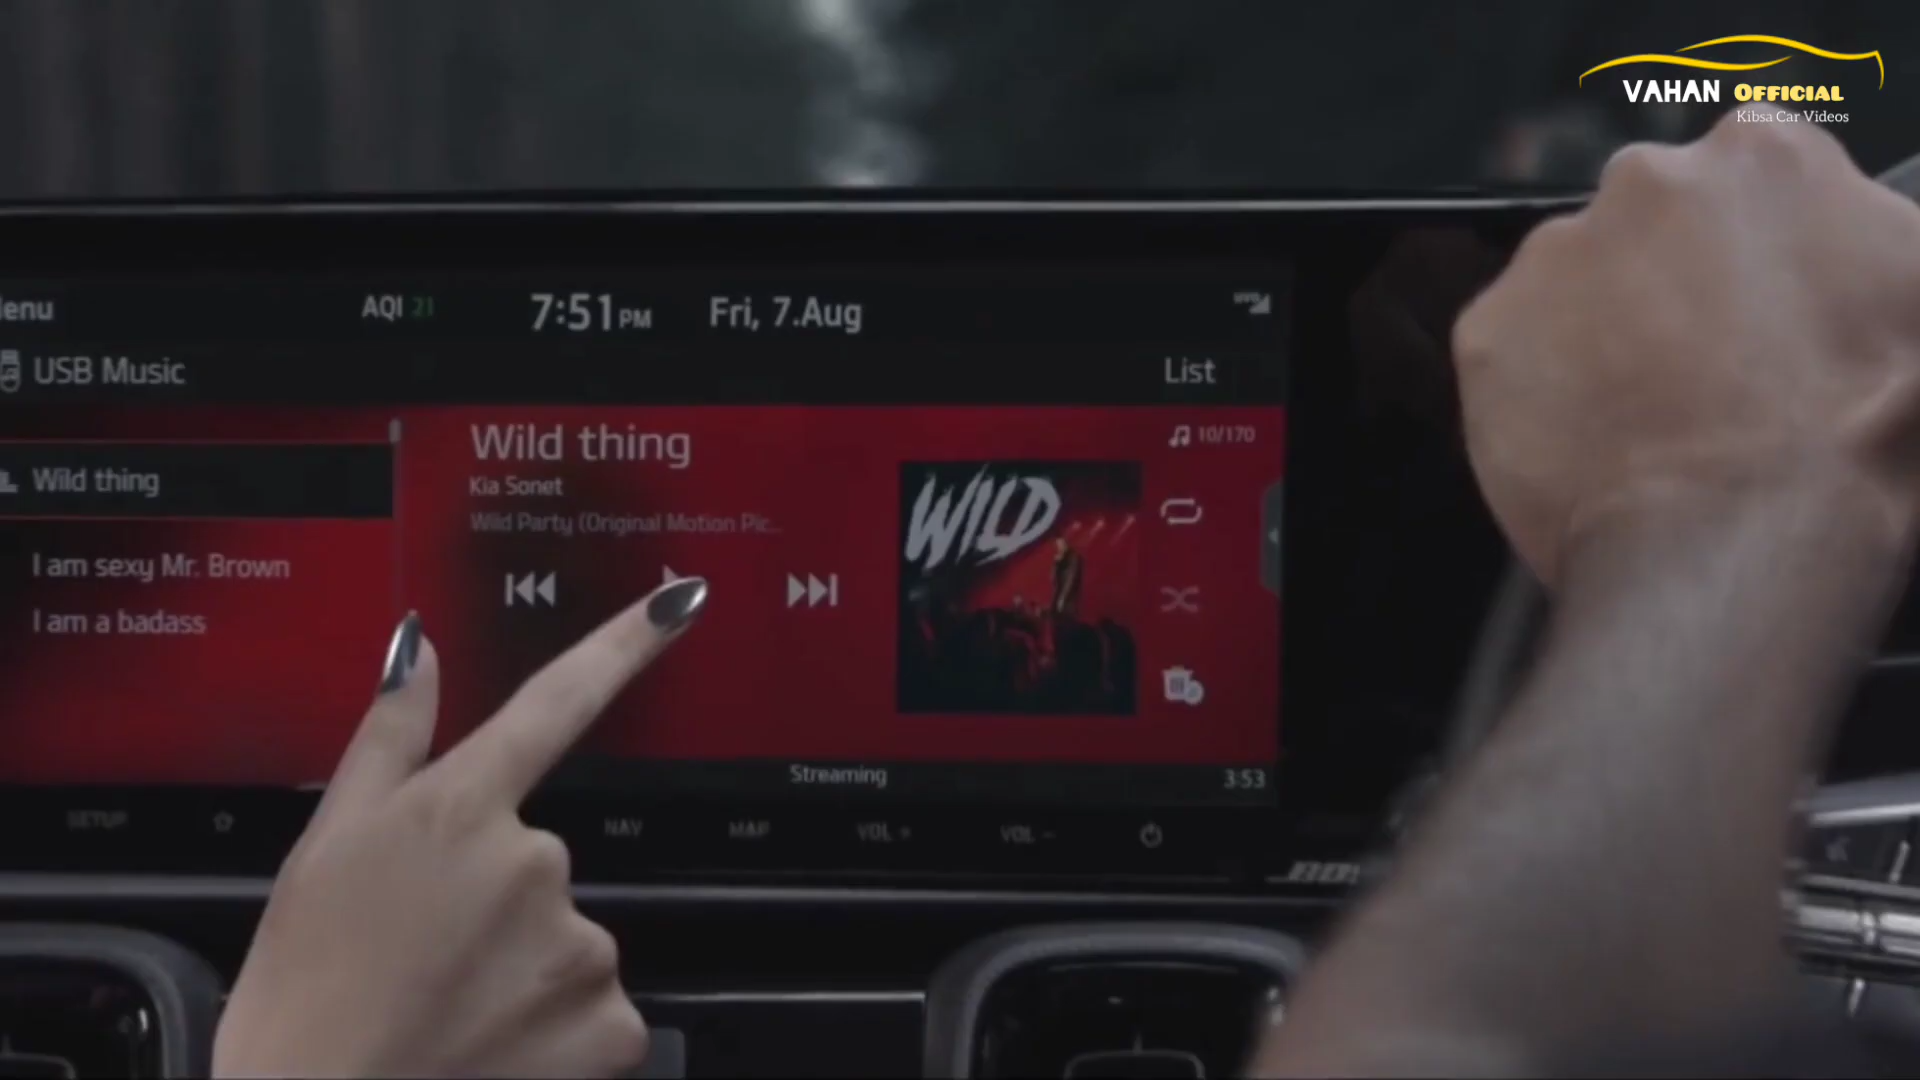 VAHAN OFFICIAL
Kibsa Car Videos
AQI 21
7:51 PM
Fri, 7.Aug
USB Music
List
Wild thing
I am sexy Mr. Brown
I am a badass
Wild thing
Kia Sonet
Wild Party (Original Motion Pic...
WILD
10/170
Streaming
3:53
SETUP
NAV
MAP
VOL +
VOL -